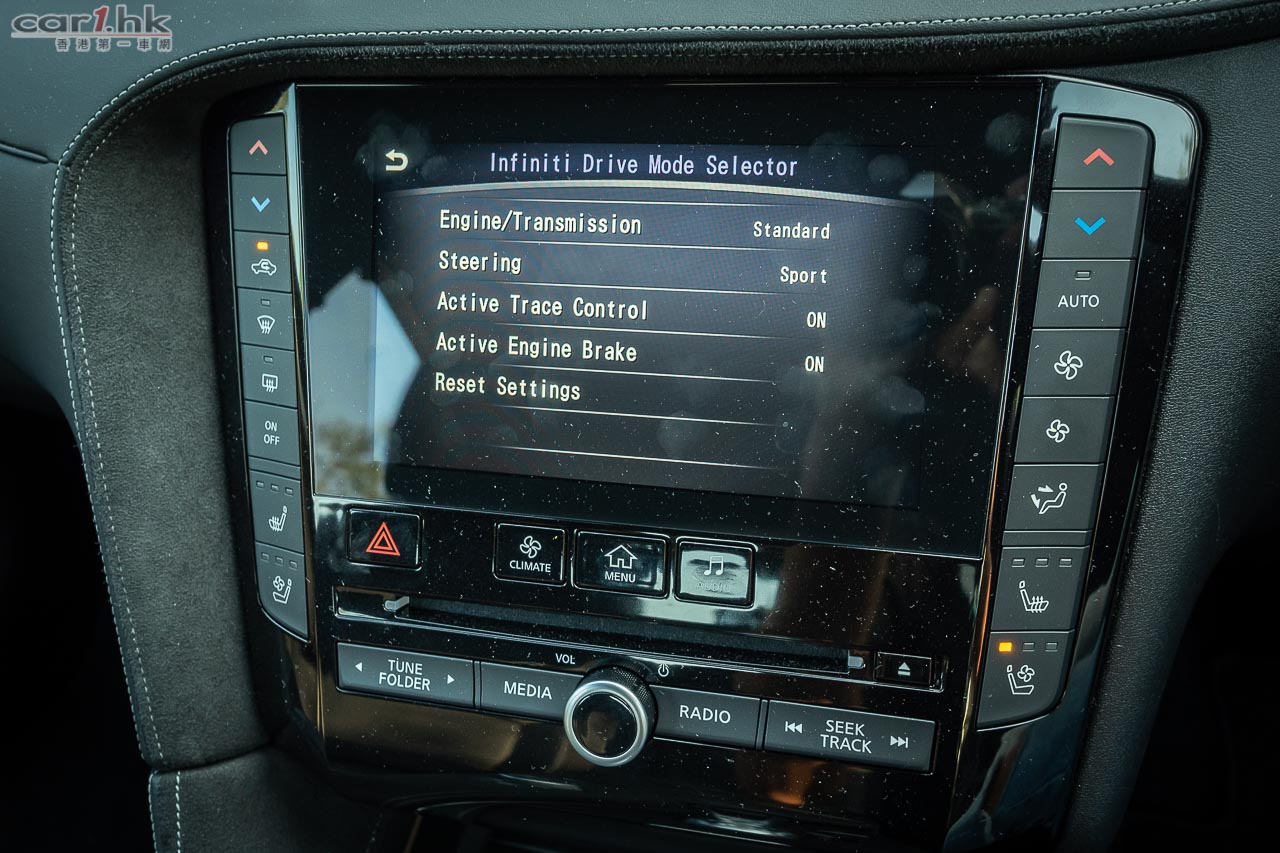 car1.hk
香港第一車網
Infiniti Drive Mode Selector
Engine/Transmission Standard
Steering Sport
Active Trace Control ON
Active Engine Brake ON
Reset Settings
AUTO
ON
OFF
CLIMATE
MENU
AUDIO
VOL
TUNE
FOLDER
MEDIA
RADIO
SEEK
TRACK